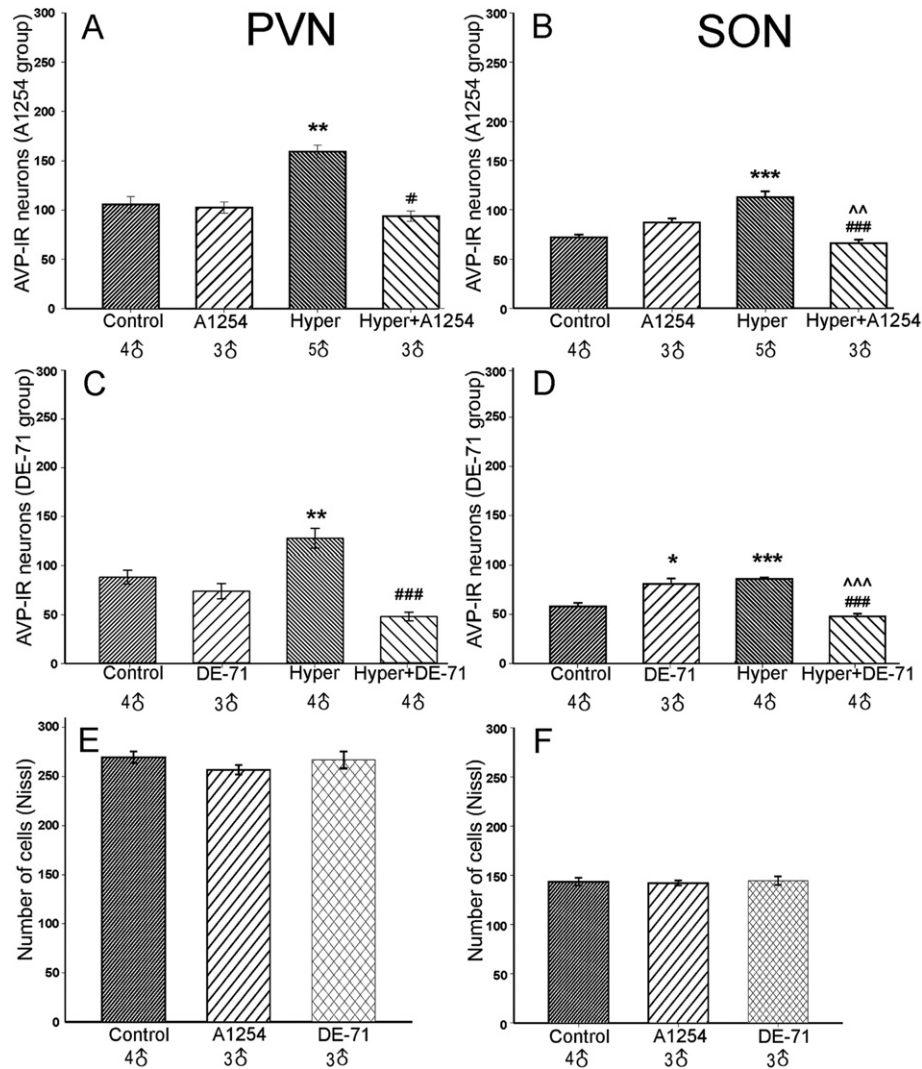 A PVN
AVP-IR neurons (A1254 group)
300
250
200
150
100
50
0
**
#
Control A1254 Hyper Hyper+A1254
4♂ 3♂ 5♂ 3♂
B SON
AVP-IR neurons (A1254 group)
300
250
200
150
100
50
0
***
^^
###
Control A1254 Hyper Hyper+A1254
4♂ 3♂ 5♂ 3♂
C
AVP-IR neurons (DE-71 group)
300
250
200
150
100
50
0
**
###
Control DE-71 Hyper Hyper+DE-71
4♂ 3♂ 4♂ 4♂
D
AVP-IR neurons (DE-71 group)
300
250
200
150
100
50
0
*
***
^^^
###
Control DE-71 Hyper Hyper+DE-71
4♂ 3♂ 4♂ 4♂
E
Number of cells (Nissl)
300
250
200
150
100
50
0
Control A1254 DE-71
4♂ 3♂ 3♂
F
Number of cells (Nissl)
300
250
200
150
100
50
0
Control A1254 DE-71
4♂ 3♂ 3♂